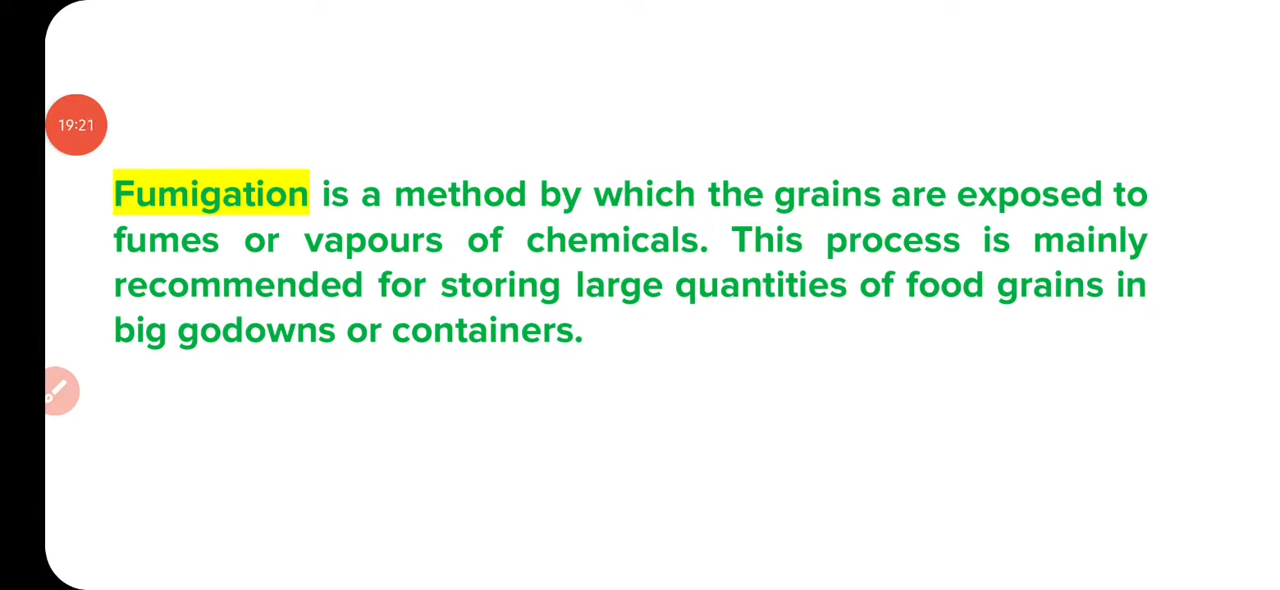 19:21
Fumigation is a method by which the grains are exposed to
fumes or vapours of chemicals. This process is mainly
recommended for storing large quantities of food grains in
big godowns or containers.